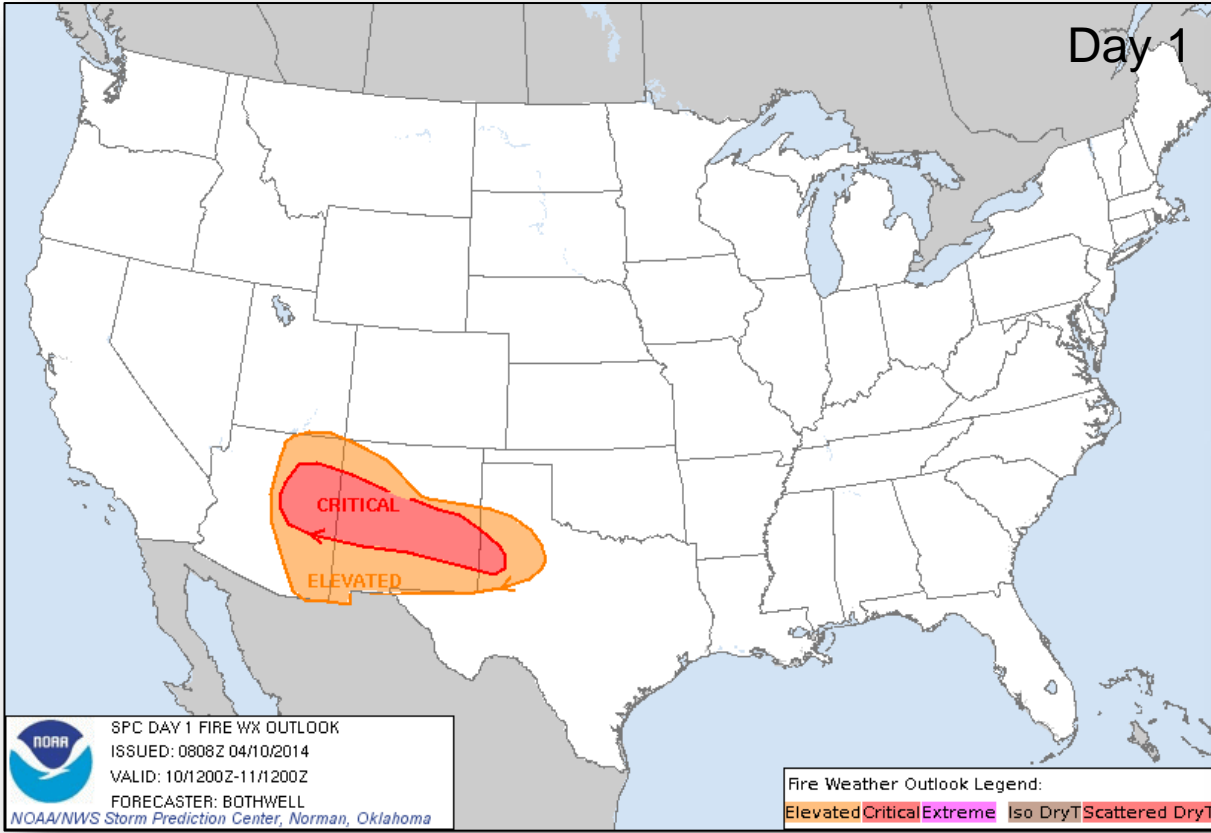 Day 1
CRITICAL
ELEVATED
NOAA
SPC DAY 1 FIRE WX OUTLOOK
ISSUED: 0808Z 04/10/2014
VALID: 10/1200Z-11/1200Z
FORECASTER: BOTHWELL
NOAA/NWS Storm Prediction Center, Norman, Oklahoma
Fire Weather Outlook Legend:
Elevated Critical Extreme Iso DryT Scattered DryT